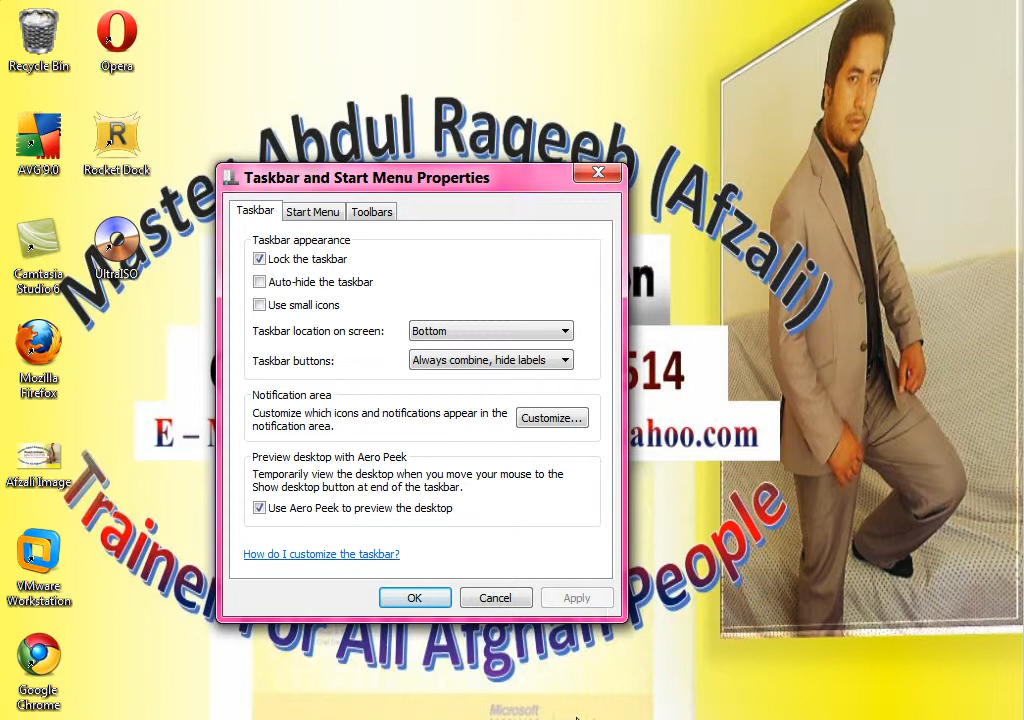 Recycle Bin
Opera
AVG 9.0
Rocket Dock
Camtasia
Studio 6
UltraISO
Mozilla
Firefox
Afzali Image
VMware
Workstation
Google
Chrome
Master Abdul Raqeeb (Afzali)
514
E –
ahoo.com
Trainer For All Afghan People
Microsoft
Taskbar and Start Menu Properties
Taskbar
Start Menu
Toolbars
Taskbar appearance
Lock the taskbar
Auto-hide the taskbar
Use small icons
Taskbar location on screen:
Bottom
Taskbar buttons:
Always combine, hide labels
Notification area
Customize which icons and notifications appear in the
notification area.
Customize...
Preview desktop with Aero Peek
Temporarily view the desktop when you move your mouse to the
Show desktop button at end of the taskbar.
Use Aero Peek to preview the desktop
How do I customize the taskbar?
OK
Cancel
Apply